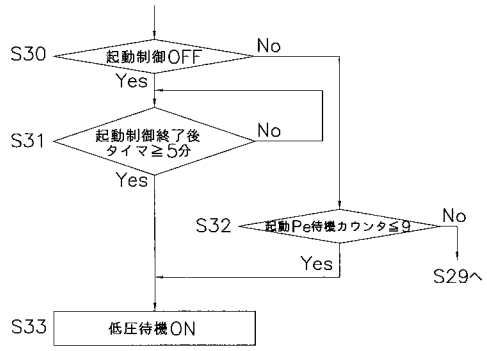 S30 起動制御OFF No
Yes
S31 起動制御終了後
タイマ≧5分 No
Yes
S32 起動Pe待機カウンタ≦9 No
Yes S29へ
S33 低圧待機ON